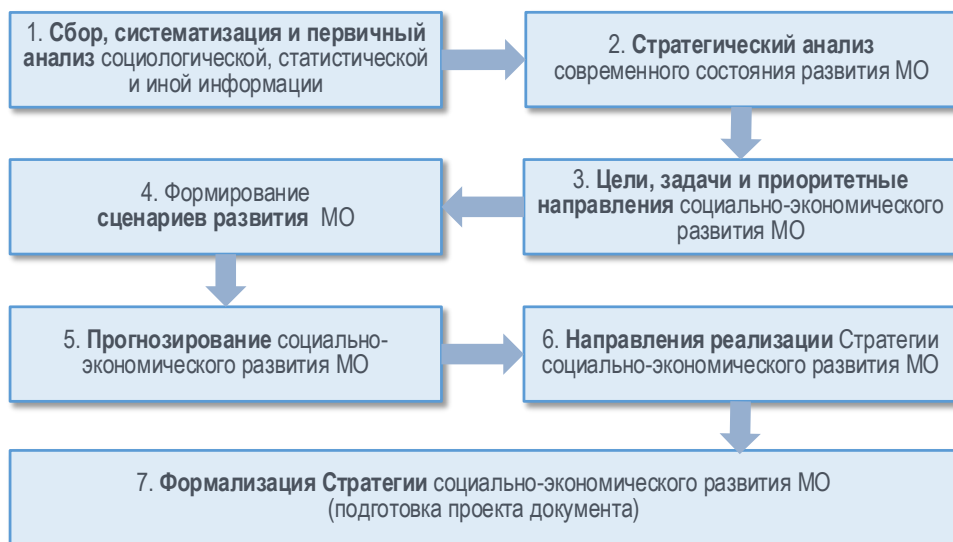 1. Сбор, систематизация и первичный
анализ социологической, статистической
и иной информации
2. Стратегический анализ
современного состояния развития МО
3. Цели, задачи и приоритетные
направления социально-экономического
развития МО
4. Формирование
сценариев развития МО
5. Прогнозирование социально-
экономического развития МО
6. Направления реализации Стратегии
социально-экономического развития МО
7. Формализация Стратегии социально-экономического развития МО
(подготовка проекта документа)